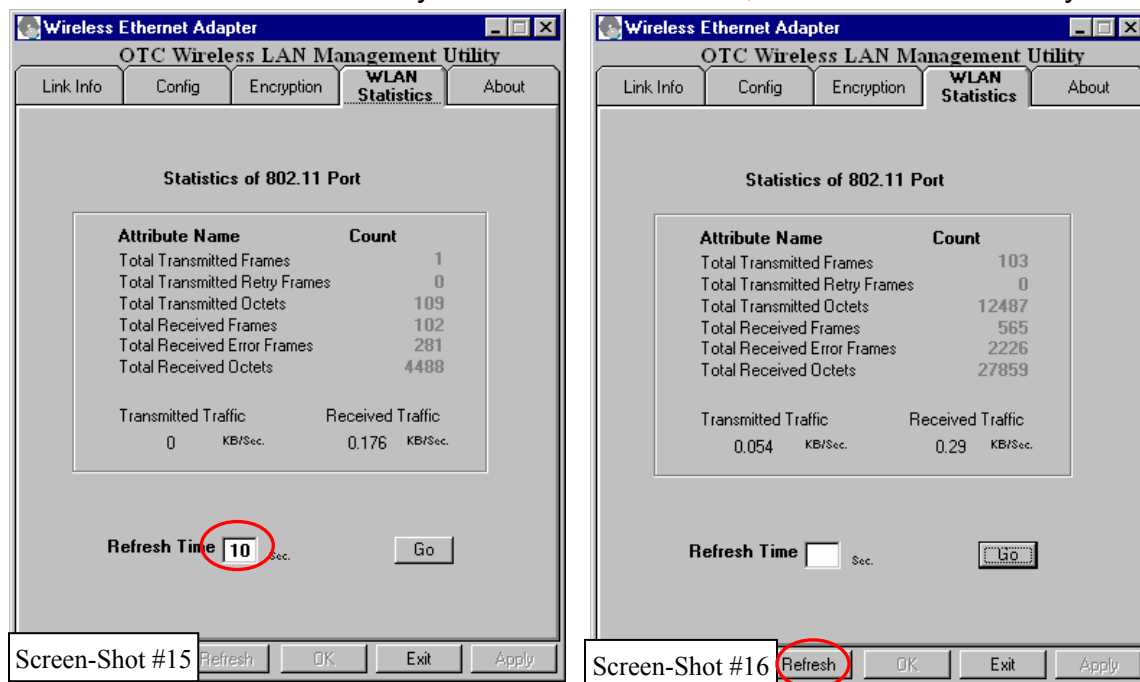 Wireless Ethernet Adapter
OTC Wireless LAN Management Utility
Link Info Config Encryption WLAN Statistics About
Statistics of 802.11 Port
Attribute Name Count
Total Transmitted Frames 1
Total Transmitted Retry Frames 0
Total Transmitted Octets 109
Total Received Frames 102
Total Received Error Frames 281
Total Received Octets 4488
Transmitted Traffic Received Traffic
0 KB/Sec. 0.176 KB/Sec.
Refresh Time 10 Sec. Go
Screen-Shot #15 Refresh OK Exit Apply
Wireless Ethernet Adapter
OTC Wireless LAN Management Utility
Link Info Config Encryption WLAN Statistics About
Statistics of 802.11 Port
Attribute Name Count
Total Transmitted Frames 103
Total Transmitted Retry Frames 0
Total Transmitted Octets 12487
Total Received Frames 565
Total Received Error Frames 2226
Total Received Octets 27859
Transmitted Traffic Received Traffic
0.054 KB/Sec. 0.29 KB/Sec.
Refresh Time Sec. Go
Screen-Shot #16 Refresh OK Exit Apply